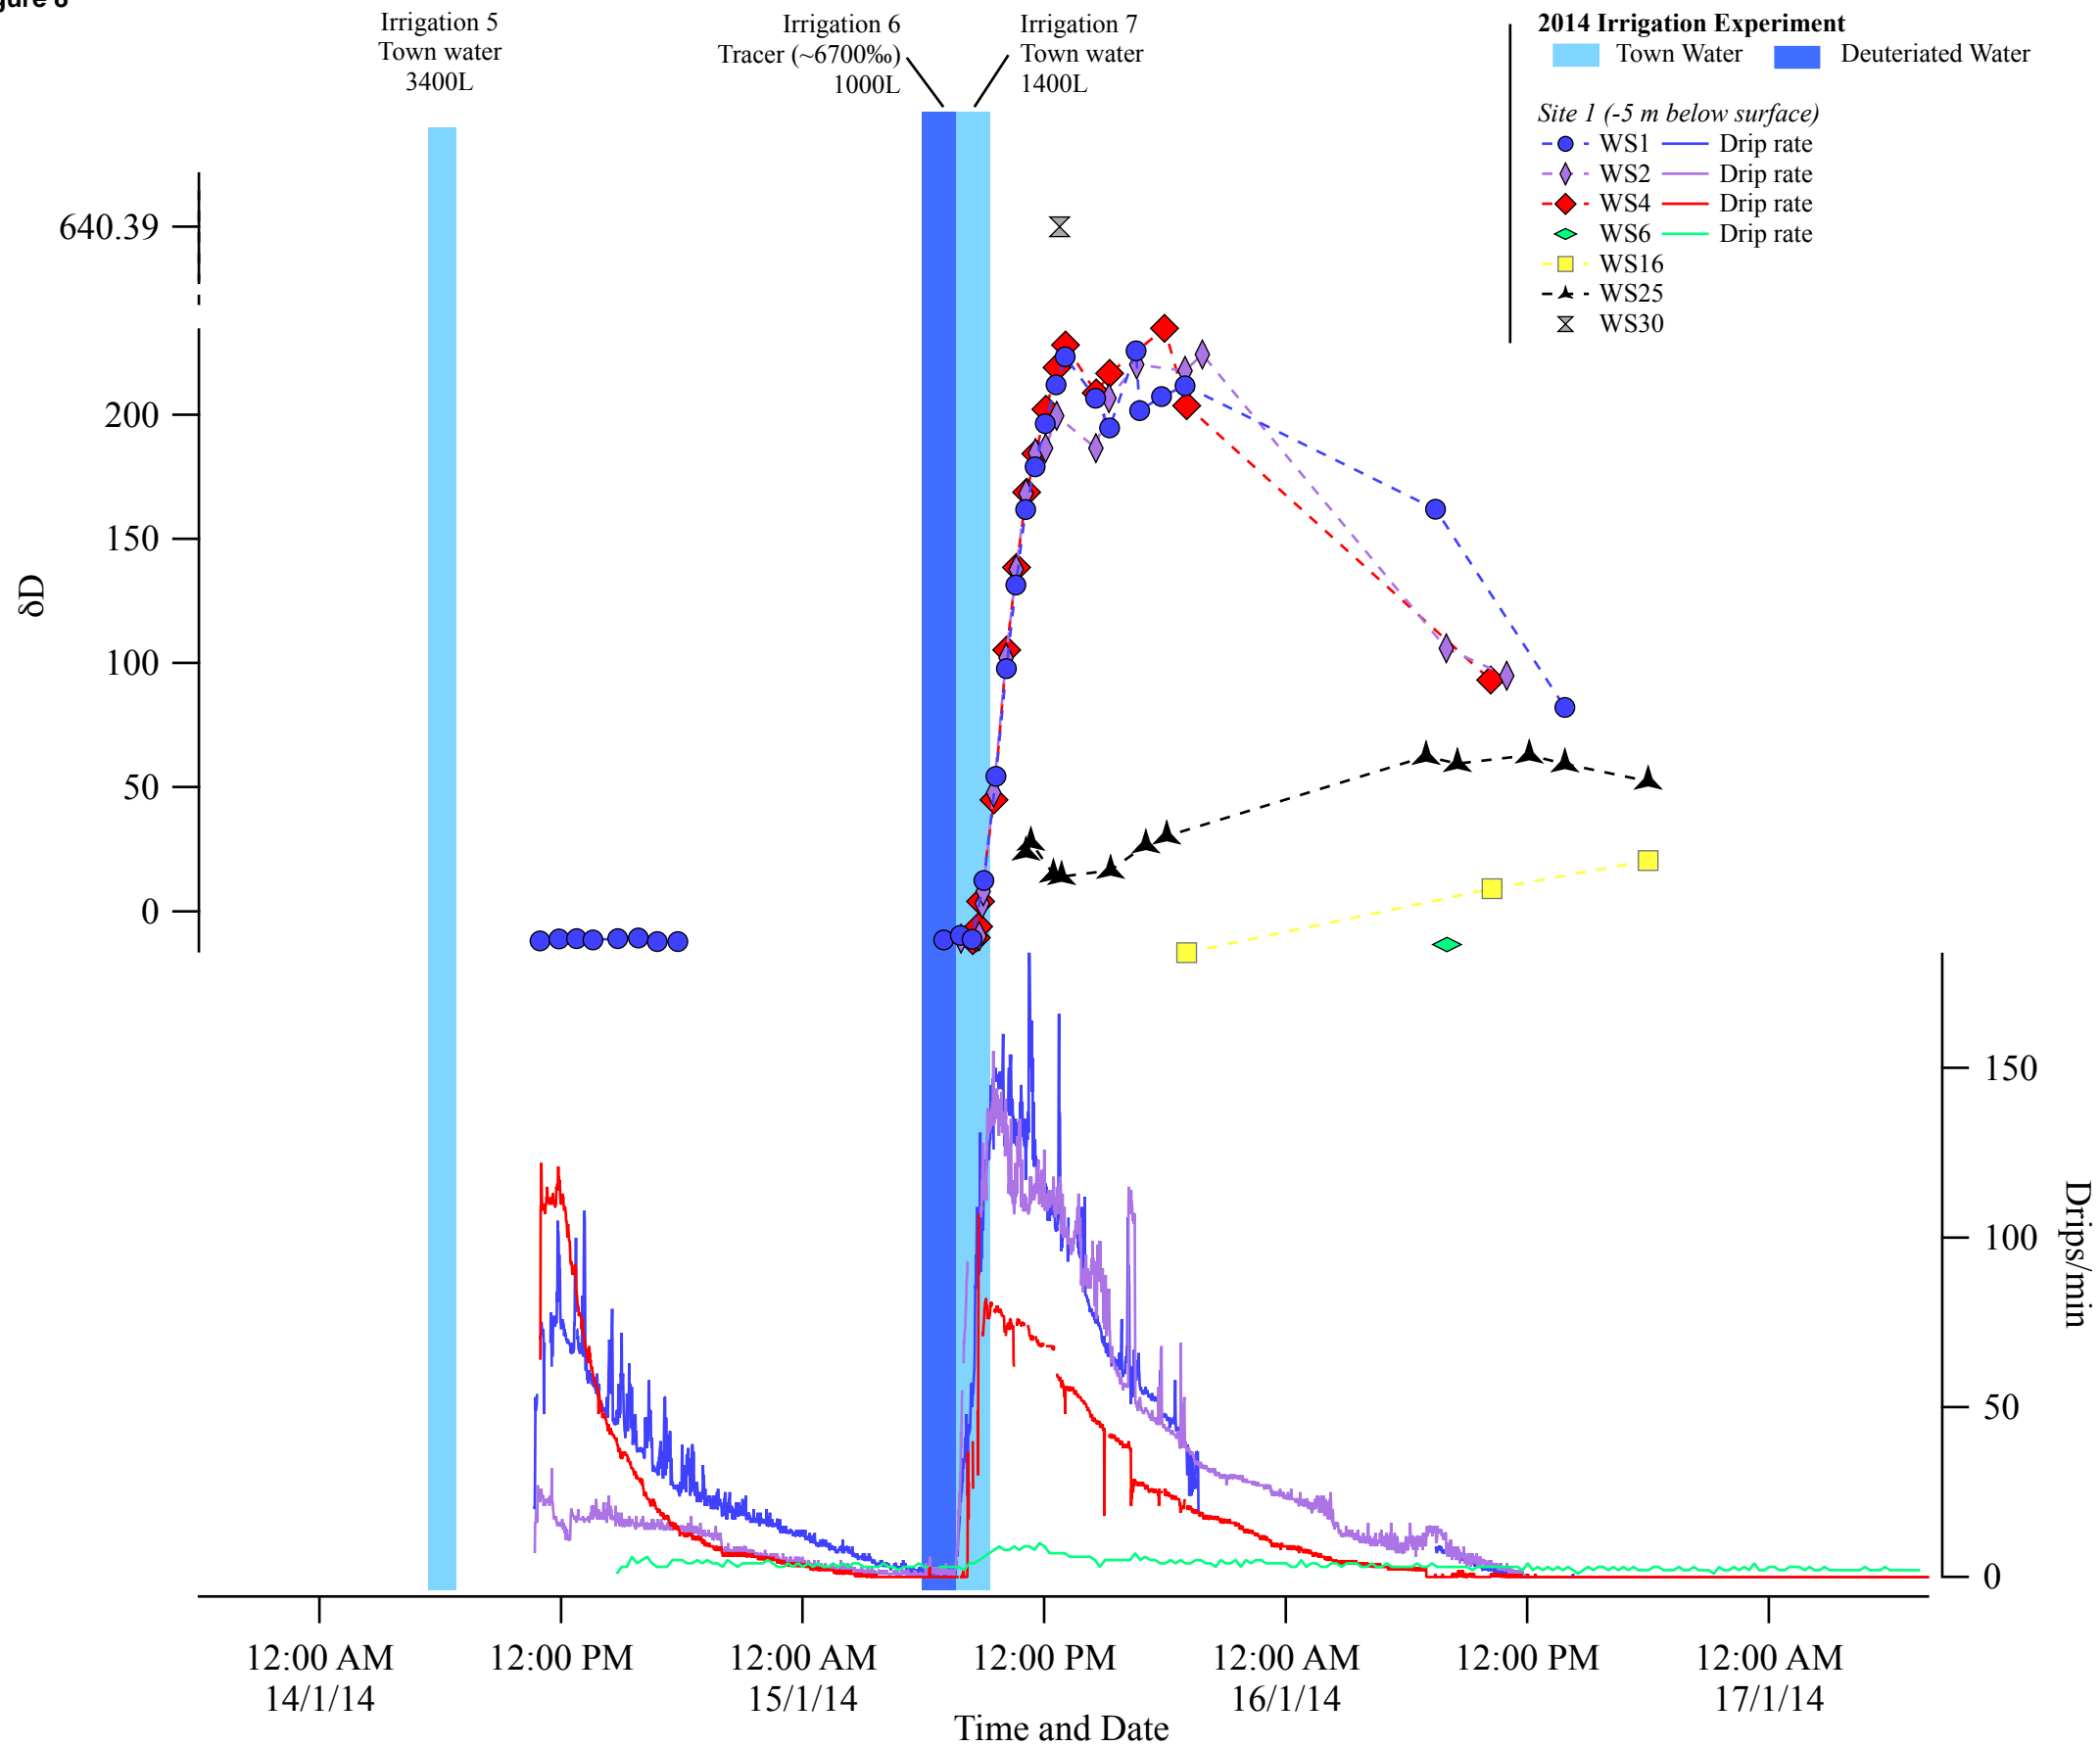 gure 8
Irrigation 5
Town water
3400L
Irrigation 6
Tracer (~6700‰)
1000L
Irrigation 7
Town water
1400L
2014 Irrigation Experiment
Town Water
Deuteriated Water
Site 1 (-5 m below surface)
WS1 Drip rate
WS2 Drip rate
WS4 Drip rate
WS6 Drip rate
WS16
WS25
WS30
640.39
200
150
100
50
0
δD
150
100
50
0
Drips/min
12:00 AM
14/1/14
12:00 PM
12:00 AM
15/1/14
12:00 PM
12:00 AM
16/1/14
12:00 PM
12:00 AM
17/1/14
Time and Date